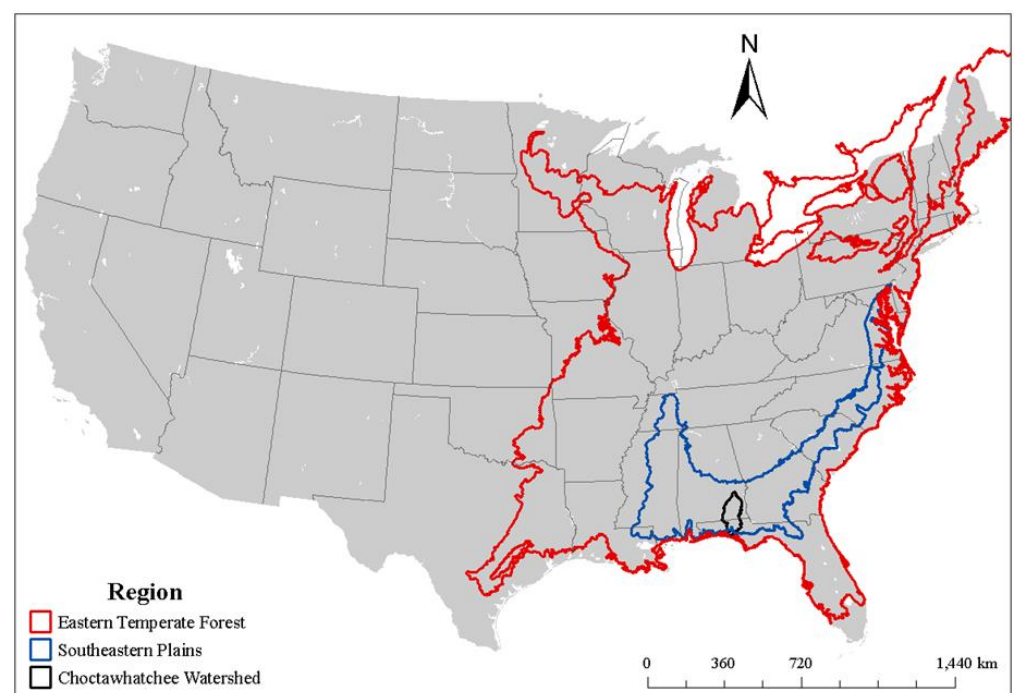 N
Region
Eastern Temperate Forest
Southeastern Plains
Choctawhatchee Watershed
0 360 720 1,440 km